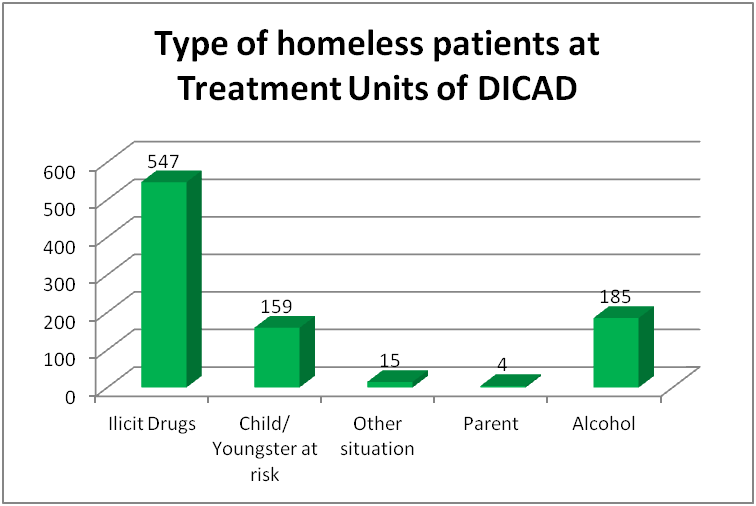 Type of homeless patients at
Treatment Units of DICAD
600
500
400
300
200
100
0
547
159
15
4
185
Ilicit Drugs
Child/
Youngster at
risk
Other
situation
Parent
Alcohol